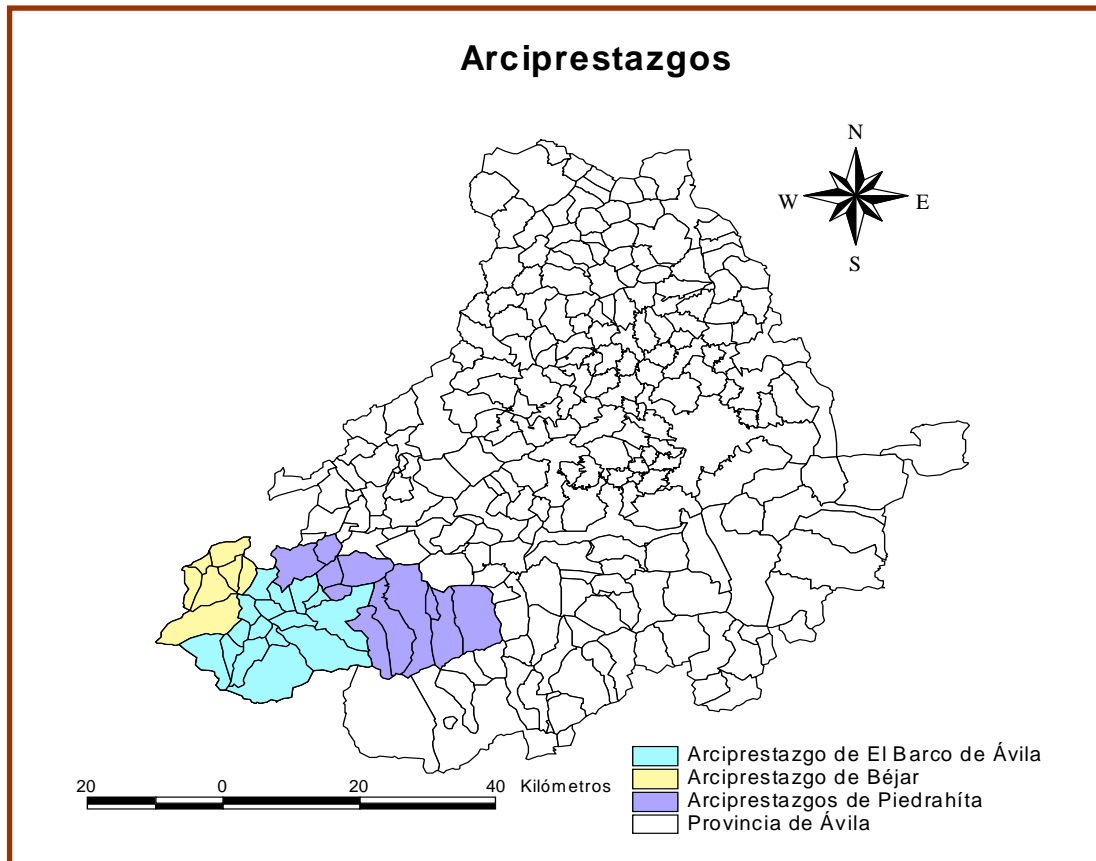 Arciprestazgos
N
W E
S
Arciprestazgo de El Barco de Ávila
Arciprestazgo de Béjar
Arciprestazgos de Piedrahíta
Provincia de Ávila
20 0 20 40 Kilómetros